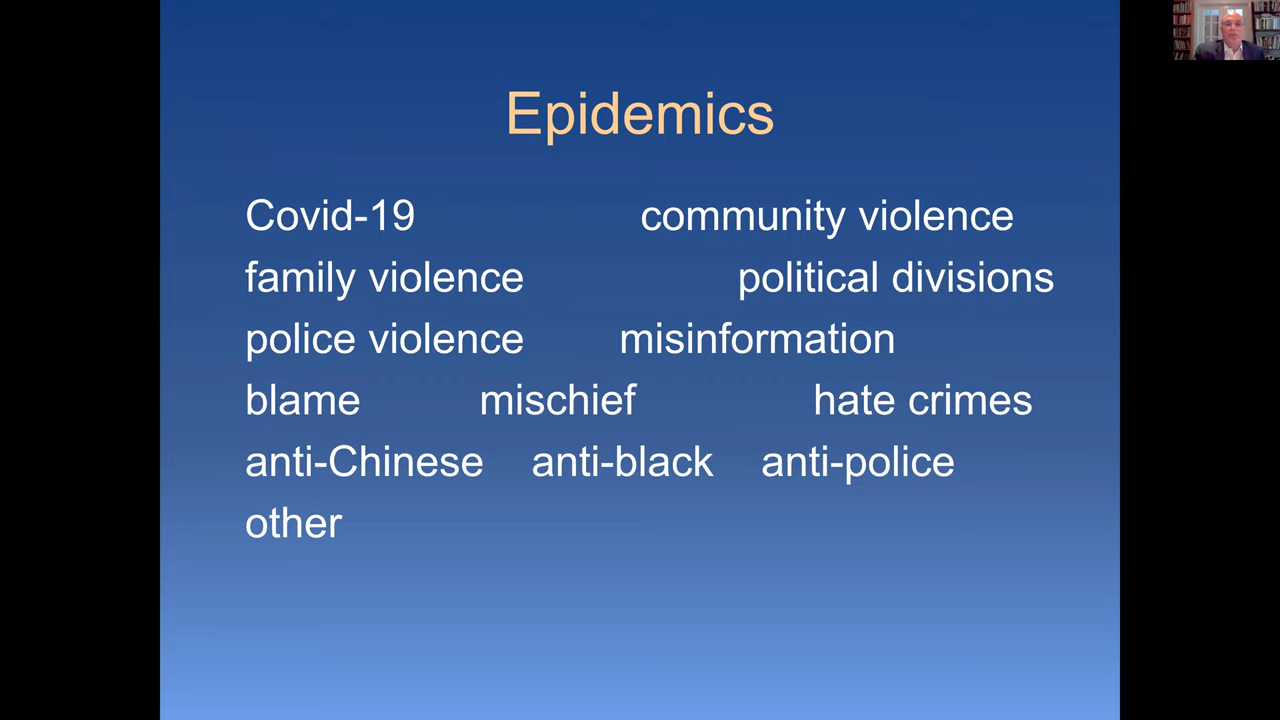 Epidemics
Covid-19 community violence
family violence political divisions
police violence misinformation
blame mischief hate crimes
anti-Chinese anti-black anti-police
other